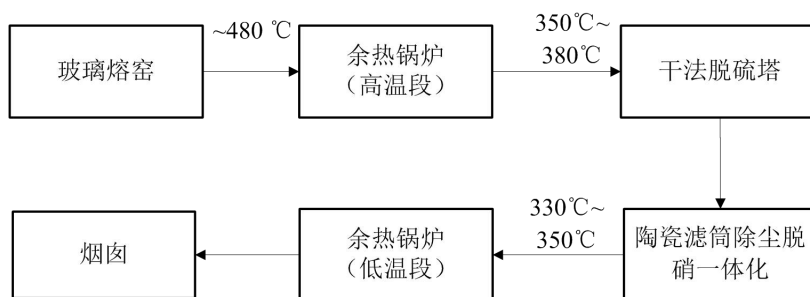 玻璃熔窑
~480 ℃
余热锅炉
（高温段）
350℃~
380℃
干法脱硫塔
陶瓷滤筒除尘脱
硝一体化
330℃~
350℃
余热锅炉
（低温段）
烟囱